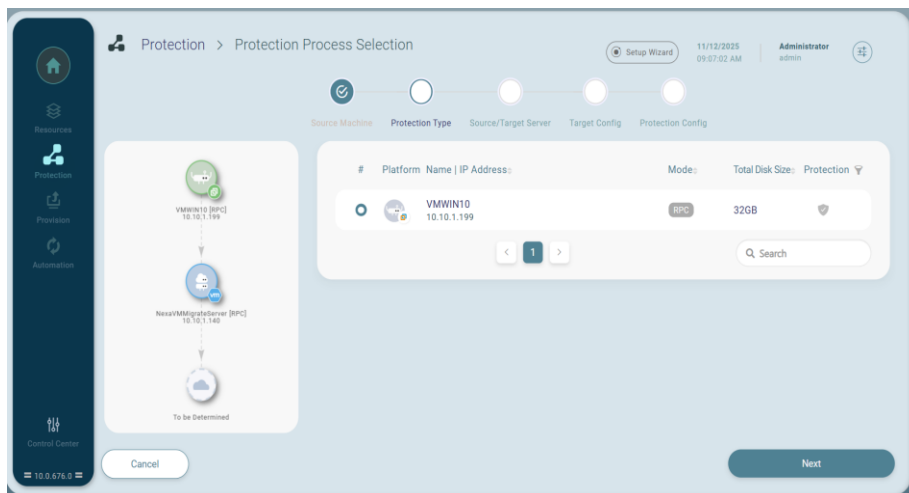 Protection > Protection Process Selection
Setup Wizard
11/12/2025
09:07:02 AM
Administrator
admin
Resources
Protection
Provision
Automation
Control Center
10.0.676.0
Source Machine
Protection Type
Source/Target Server
Target Config
Protection Config
VMWIN10 [RPC]
10.10.1.199
NexaVMMigrateServer [RPC]
10.10.1.140
vm
To be Determined
# Platform Name | IP Address Mode Total Disk Size Protection
VMWIN10
10.10.1.199
RPC
32GB
< 1 >
Search
Cancel
Next